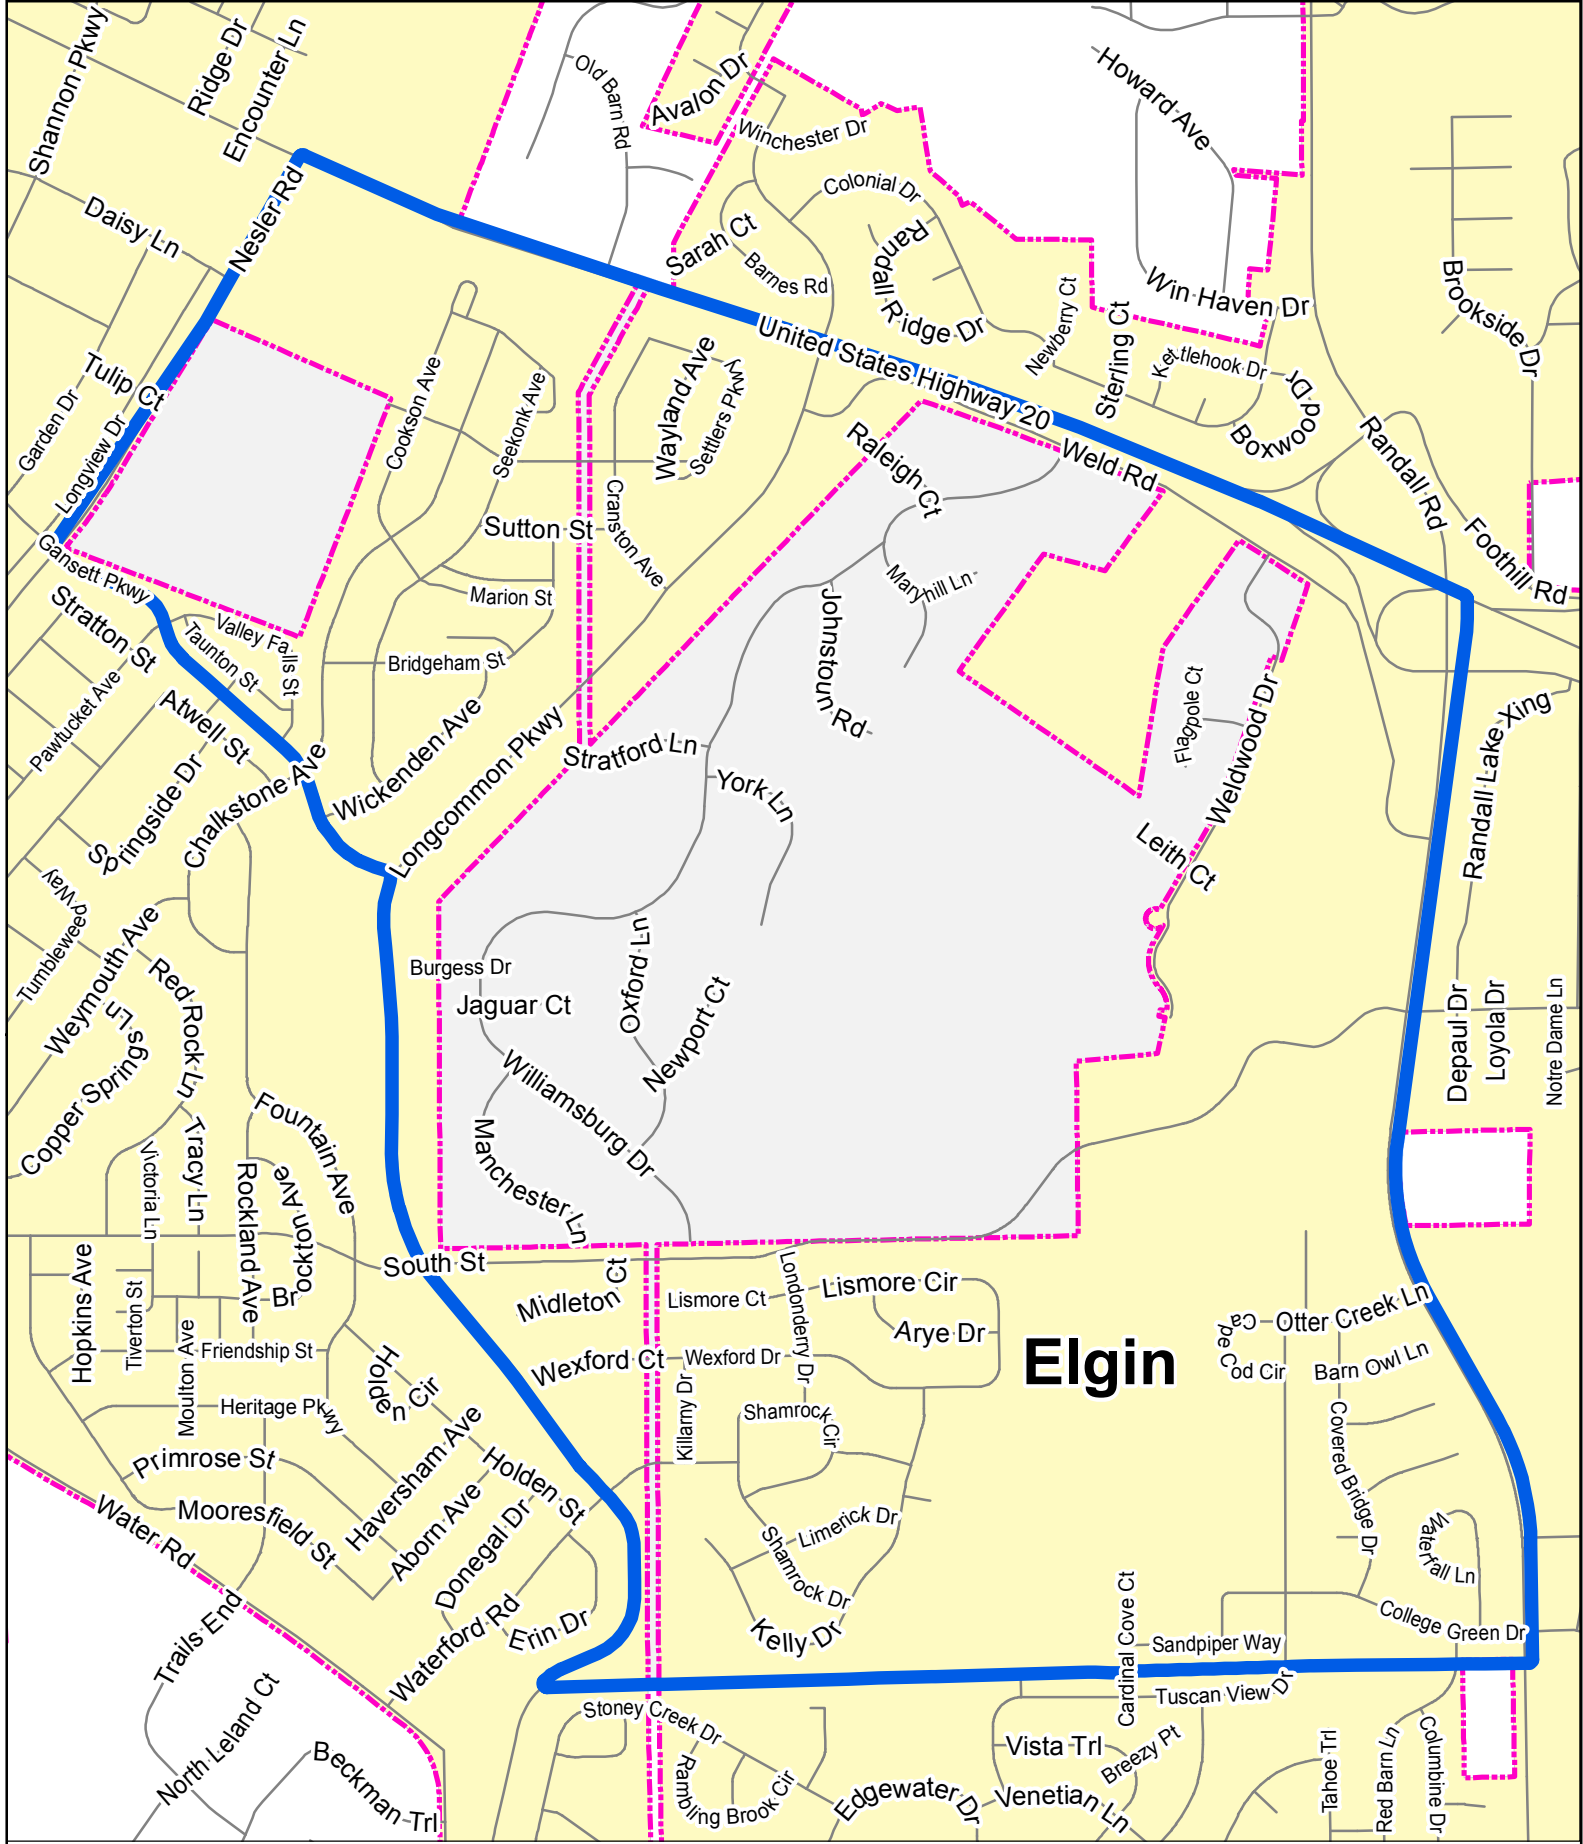 Shannon Pkwy
Ridge Dr
Encounter Ln
Old Barn Rd
Avalon Dr
Winchester Dr
Howard Ave
Colonial Dr
Daisy Ln
Nesler Rd
Sarah Ct
Barnes Rd
Randall Ridge Dr
Newberry Ct
Win Haven Dr
Brookside Dr
Sterling Ct
Kettlehook Dr
Boxwood Dr
United States Highway 20
Weld Rd
Randall Rd
Foothill Rd
Tulip Ct
Garden Dr
Longview Dr
Cookson Ave
Seekonk Ave
Wayland Ave
Settlers Pkwy
Raleigh Ct
Sutton St
Cranston Ave
Gansett Pkwy
Marion St
Maryhill Ln
Johnstoun Rd
Stratton St
Valley Falls St
Taunton St
Bridgeham St
Pawtucket Ave
Atwell St
Flagpole Ct
Weldwood Dr
Randall Lake Xing
Springside Dr
Chalkstone Ave
Wickenden Ave
Longcommon Pkwy
Stratford Ln
York Ln
Leith Ct
Tumbleweed Way
Weymouth Ave
Red Rock Ln
Copper Springs Ln
Burgess Dr
Jaguar Ct
Oxford Ln
Newport Ct
Depaul Dr
Loyola Dr
Notre Dame Ln
Williamsburg Dr
Manchester Ln
Fountain Ave
Tracy Ln
Victoria Ln
Rockland Ave
Brockton Ave
South St
Hopkins Ave
Tiverton St
Moulton Ave
Friendship St
Midleton Ct
Lismore Ct
Londonderry Dr
Lismore Cir
Arye Dr
Elgin
Cape Cod Cir
Otter Creek Ln
Barn Owl Ln
Wexford Ct
Wexford Dr
Killarny Dr
Shamrock Cir
Heritage Pkwy
Holden Cir
Primrose St
Haversham Ave
Holden St
Mooresfield St
Aborn Ave
Donegal Dr
Water Rd
Limerick Dr
Shamrock Dr
Kelly Dr
Covered Bridge Dr
Waterfall Ln
College Green Dr
Cardinal Cove Ct
Sandpiper Way
Tuscan View Dr
Trails End
Waterford Rd
Erin Dr
North Leland Ct
Beckman Trl
Stoney Creek Dr
Rambling Brook Cir
Edgewater Dr
Vista Trl
Breezy Pt
Venetian Ln
Tahoe Trl
Red Barn Ln
Columbine Dr